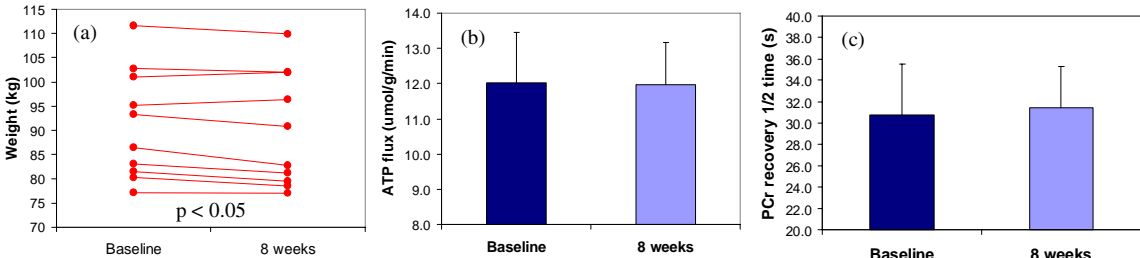 (a)
Weight (kg)
115
110
105
100
95
90
85
80
75
70
p < 0.05
Baseline 8 weeks
(b)
ATP flux (umol/g/min)
14.0
13.0
12.0
11.0
10.0
9.0
8.0
Baseline 8 weeks
(c)
PCr recovery 1/2 time (s)
40.0
38.0
36.0
34.0
32.0
30.0
28.0
26.0
24.0
22.0
20.0
Baseline 8 weeks